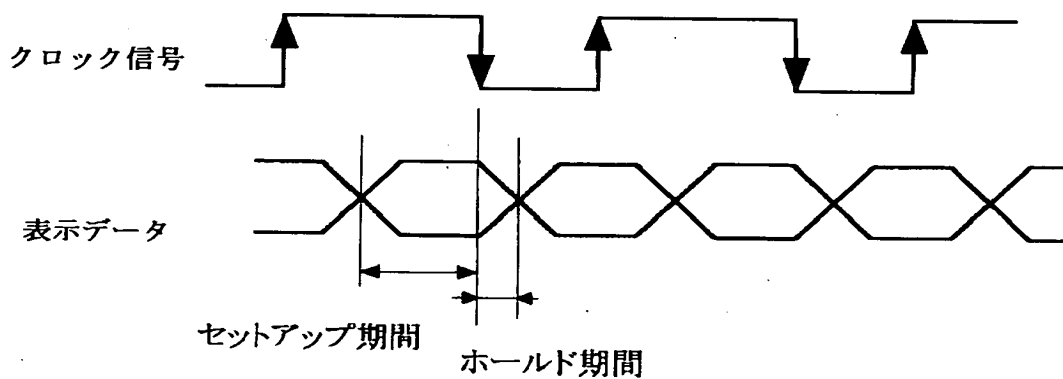 クロック信号
表示データ
セットアップ期間
ホールド期間